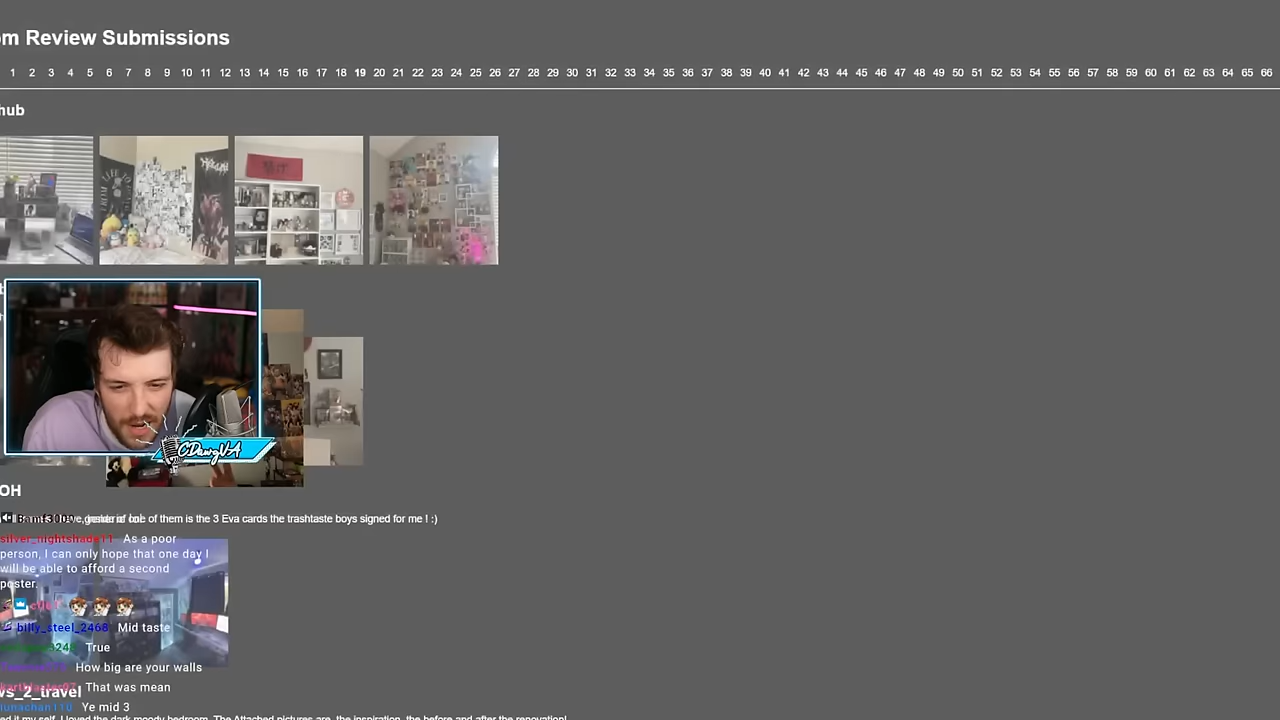 om Review Submissions
1 2 3 4 5 6 7 8 9 10 11 12 13 14 15 16 17 18 19 20 21 22 23 24 25 26 27 28 29 30 31 32 33 34 35 36 37 38 39 40 41 42 43 44 45 46 47 48 49 50 51 52 53 54 55 56 57 58 59 60 61 62 63 64 65 66
hub
CDawgVA
OH
one of them is the 3 Eva cards the trashtaste boys signed for me ! :)
silver_nightshade11 As a poor
person, I can only hope that one day I
will be able to afford a second
poster.
billy_steel_2468 Mid taste
True
How big are your walls
That was mean
vs_2_travel
lunachan110 Ye mid 3
ed it my self. I loved the dark moody bedroom. The Attached pictures are, the inspiration, the before and after the renovation!